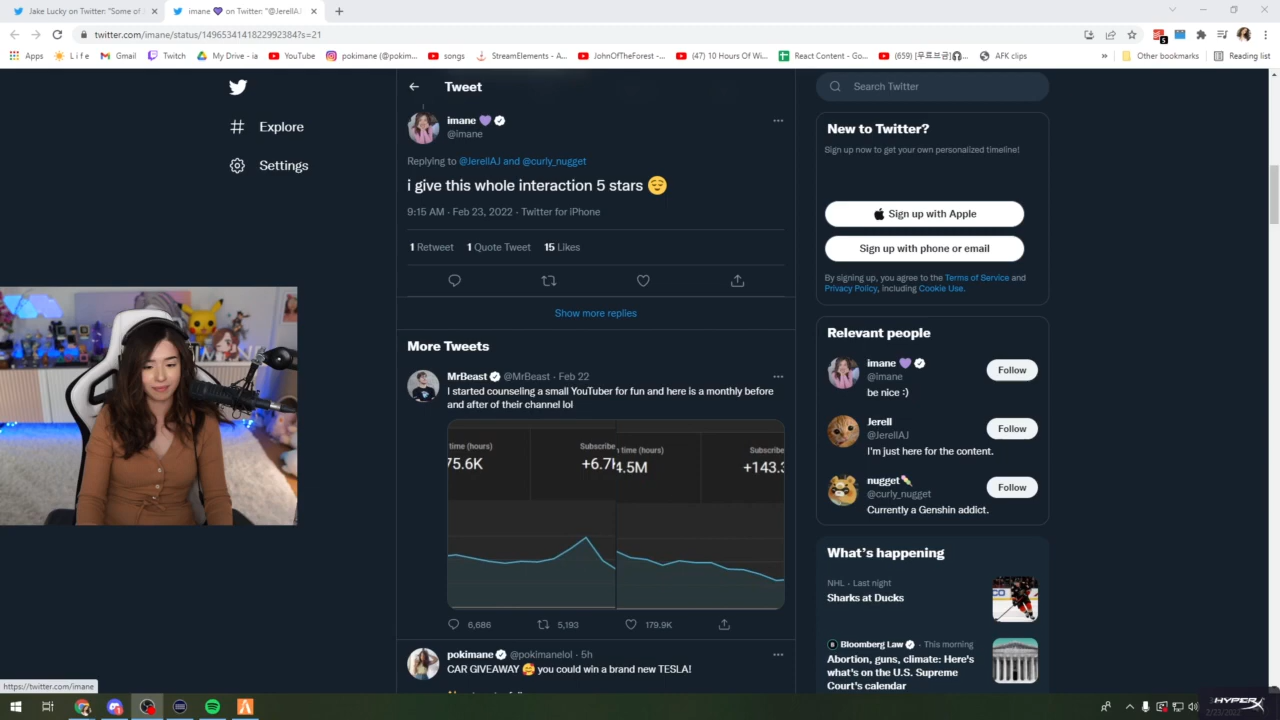 Jake Lucky on Twitter: "Some of
imane 💜 on Twitter: "@JerellAJ
twitter.com/imane/status/1496534141822992384?s=21
Apps
L i f e
Gmail
Twitch
My Drive - ia
YouTube
pokimane (@pokim...
songs
StreamElements - A...
JohnOfTheForest -...
(47) 10 Hours Of Wi...
React Content - Go...
(659) [무료브금]🎧...
AFK clips
»
Other bookmarks
Reading list
Explore
Settings
Tweet
imane 💜
@imane
Replying to @JerellAJ and @curly_nugget
i give this whole interaction 5 stars 😌
9:15 AM · Feb 23, 2022 · Twitter for iPhone
1 Retweet 1 Quote Tweet 15 Likes
Show more replies
More Tweets
MrBeast @MrBeast · Feb 22
I started counseling a small YouTuber for fun and here is a monthly before
and after of their channel lol
time (hours)
75.6K
Subscribe
+6.7k
time (hours)
4.5M
Subscribe
+143.3
6,686 5,193 179.9K
pokimane @pokimanelol · 5h
CAR GIVEAWAY 🥰 you could win a brand new TESLA!
Search Twitter
New to Twitter?
Sign up now to get your own personalized timeline!
Sign up with Apple
Sign up with phone or email
By signing up, you agree to the Terms of Service and
Privacy Policy, including Cookie Use.
Relevant people
imane 💜
@imane
Follow
be nice :)
Jerell
@JerellAJ
Follow
I'm just here for the content.
nugget
@curly_nugget
Follow
Currently a Genshin addict.
What's happening
NHL · Last night
Sharks at Ducks
Bloomberg Law · This morning
Abortion, guns, climate: Here's
what's on the U.S. Supreme
Court's calendar
https://twitter.com/imane
HYPERX
2/23/2022